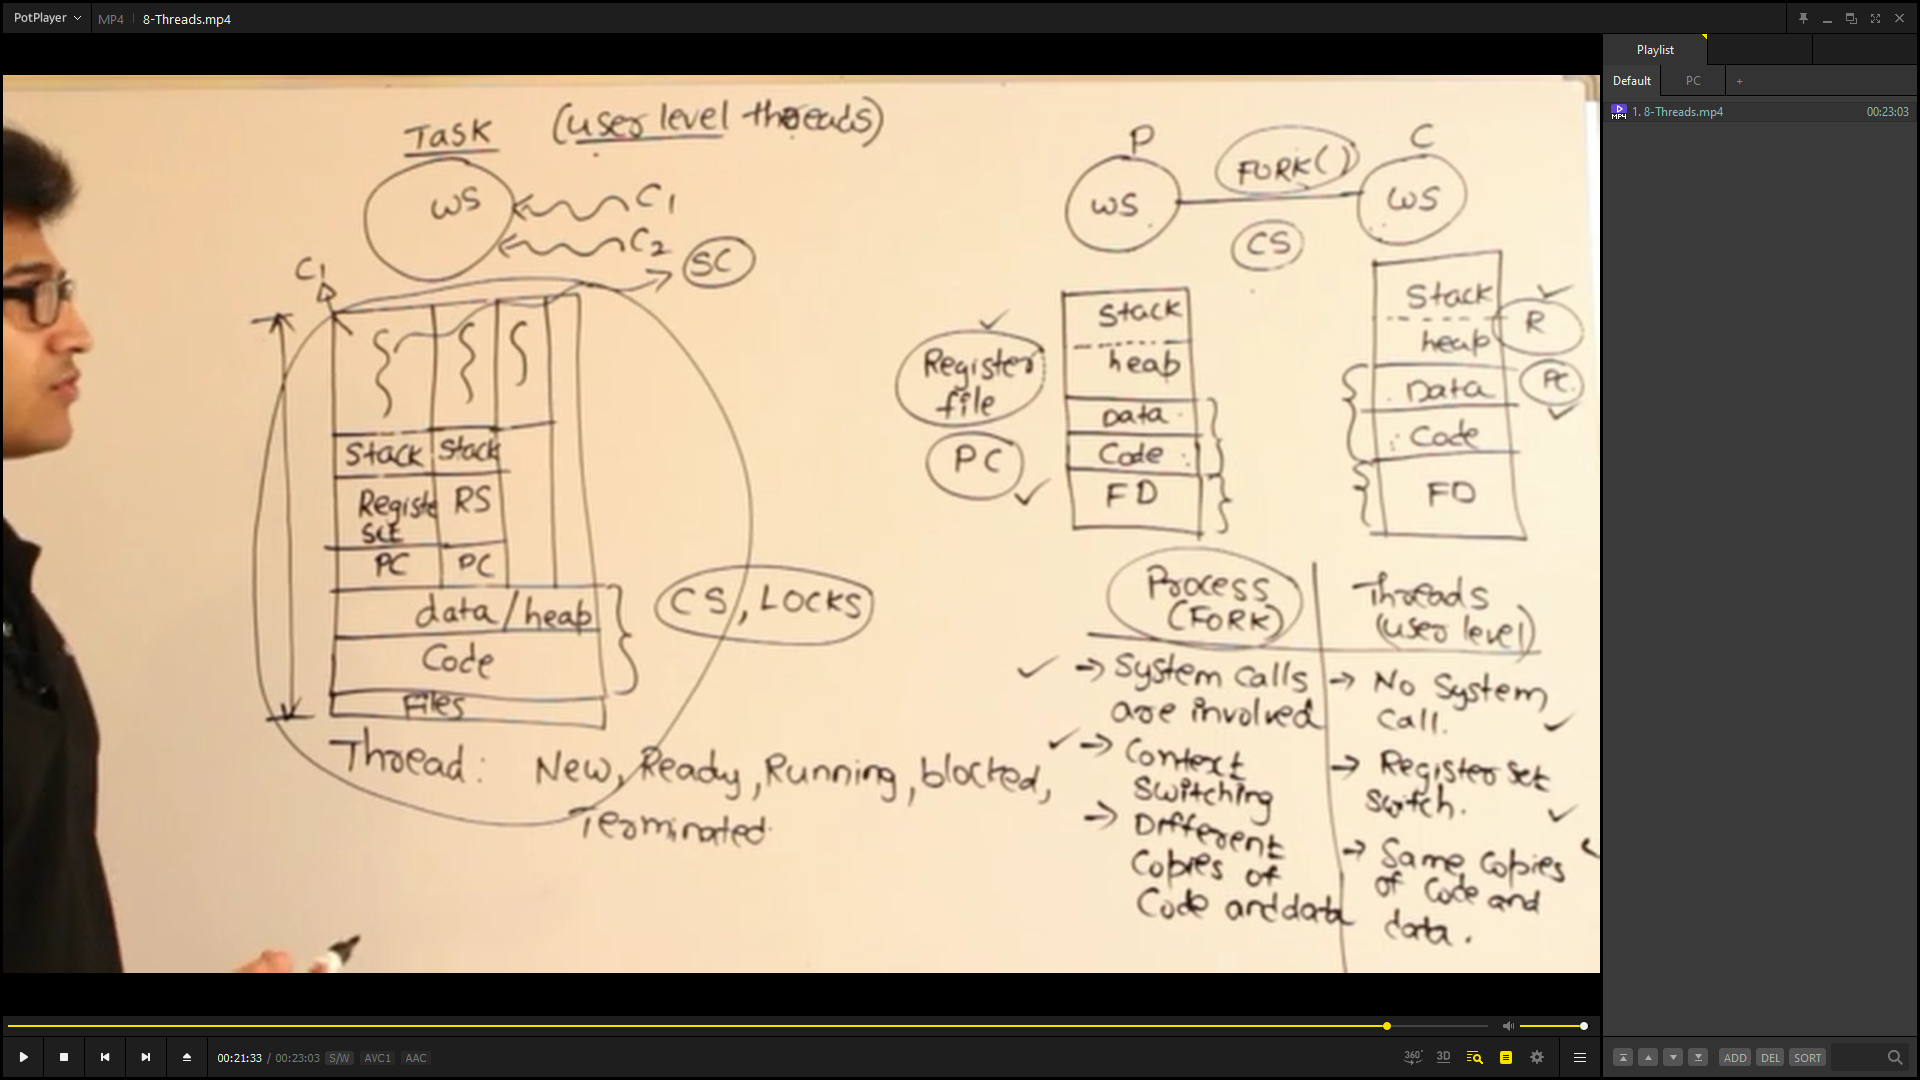 PotPlayer
MP4
8-Threads.mp4
Task
(user level threads)
WS
C1
C2
SC
C1
Stack
Stack
Registe
Set
RS
PC
PC
data/heap
Code
Files
CS, LOCKS
Thread: New, Ready, Running, blocked,
Terminated
P
WS
FORK()
CS
C
WS
Register
file
PC
Stack
heap
Data
Code
FD
Stack
heap
Data
Code
FD
R
PC
Process
(FORK)
→ System Calls
are involved
→ Context
Switching
→ Different
Copies of
Code and data
Threads
(user level)
→ No System
Call.
→ Register set
Switch.
→ Same Copies
of Code and
data.
Playlist
Default
PC
+
1. 8-Threads.mp4
00:23:03
00:21:33 / 00:23:03
S/W
AVC1
AAC
360°
3D
ADD
DEL
SORT